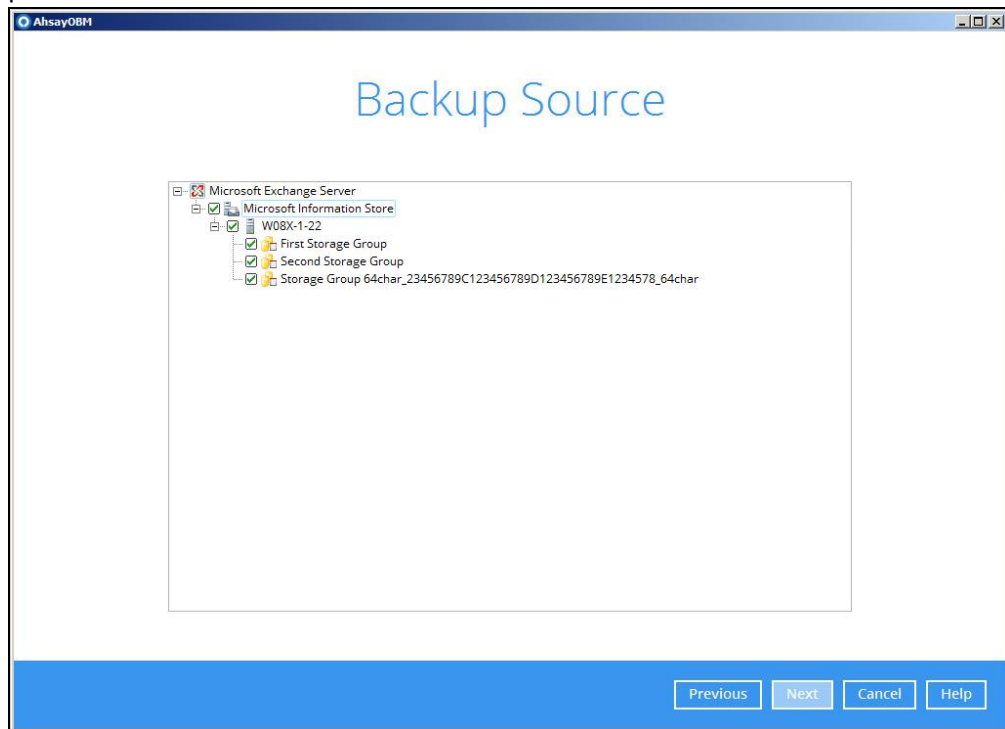 AhsayOBM
Backup Source
Microsoft Exchange Server
Microsoft Information Store
W08X-1-22
First Storage Group
Second Storage Group
Storage Group 64char_23456789C123456789D123456789E1234578_64char
Previous Next Cancel Help